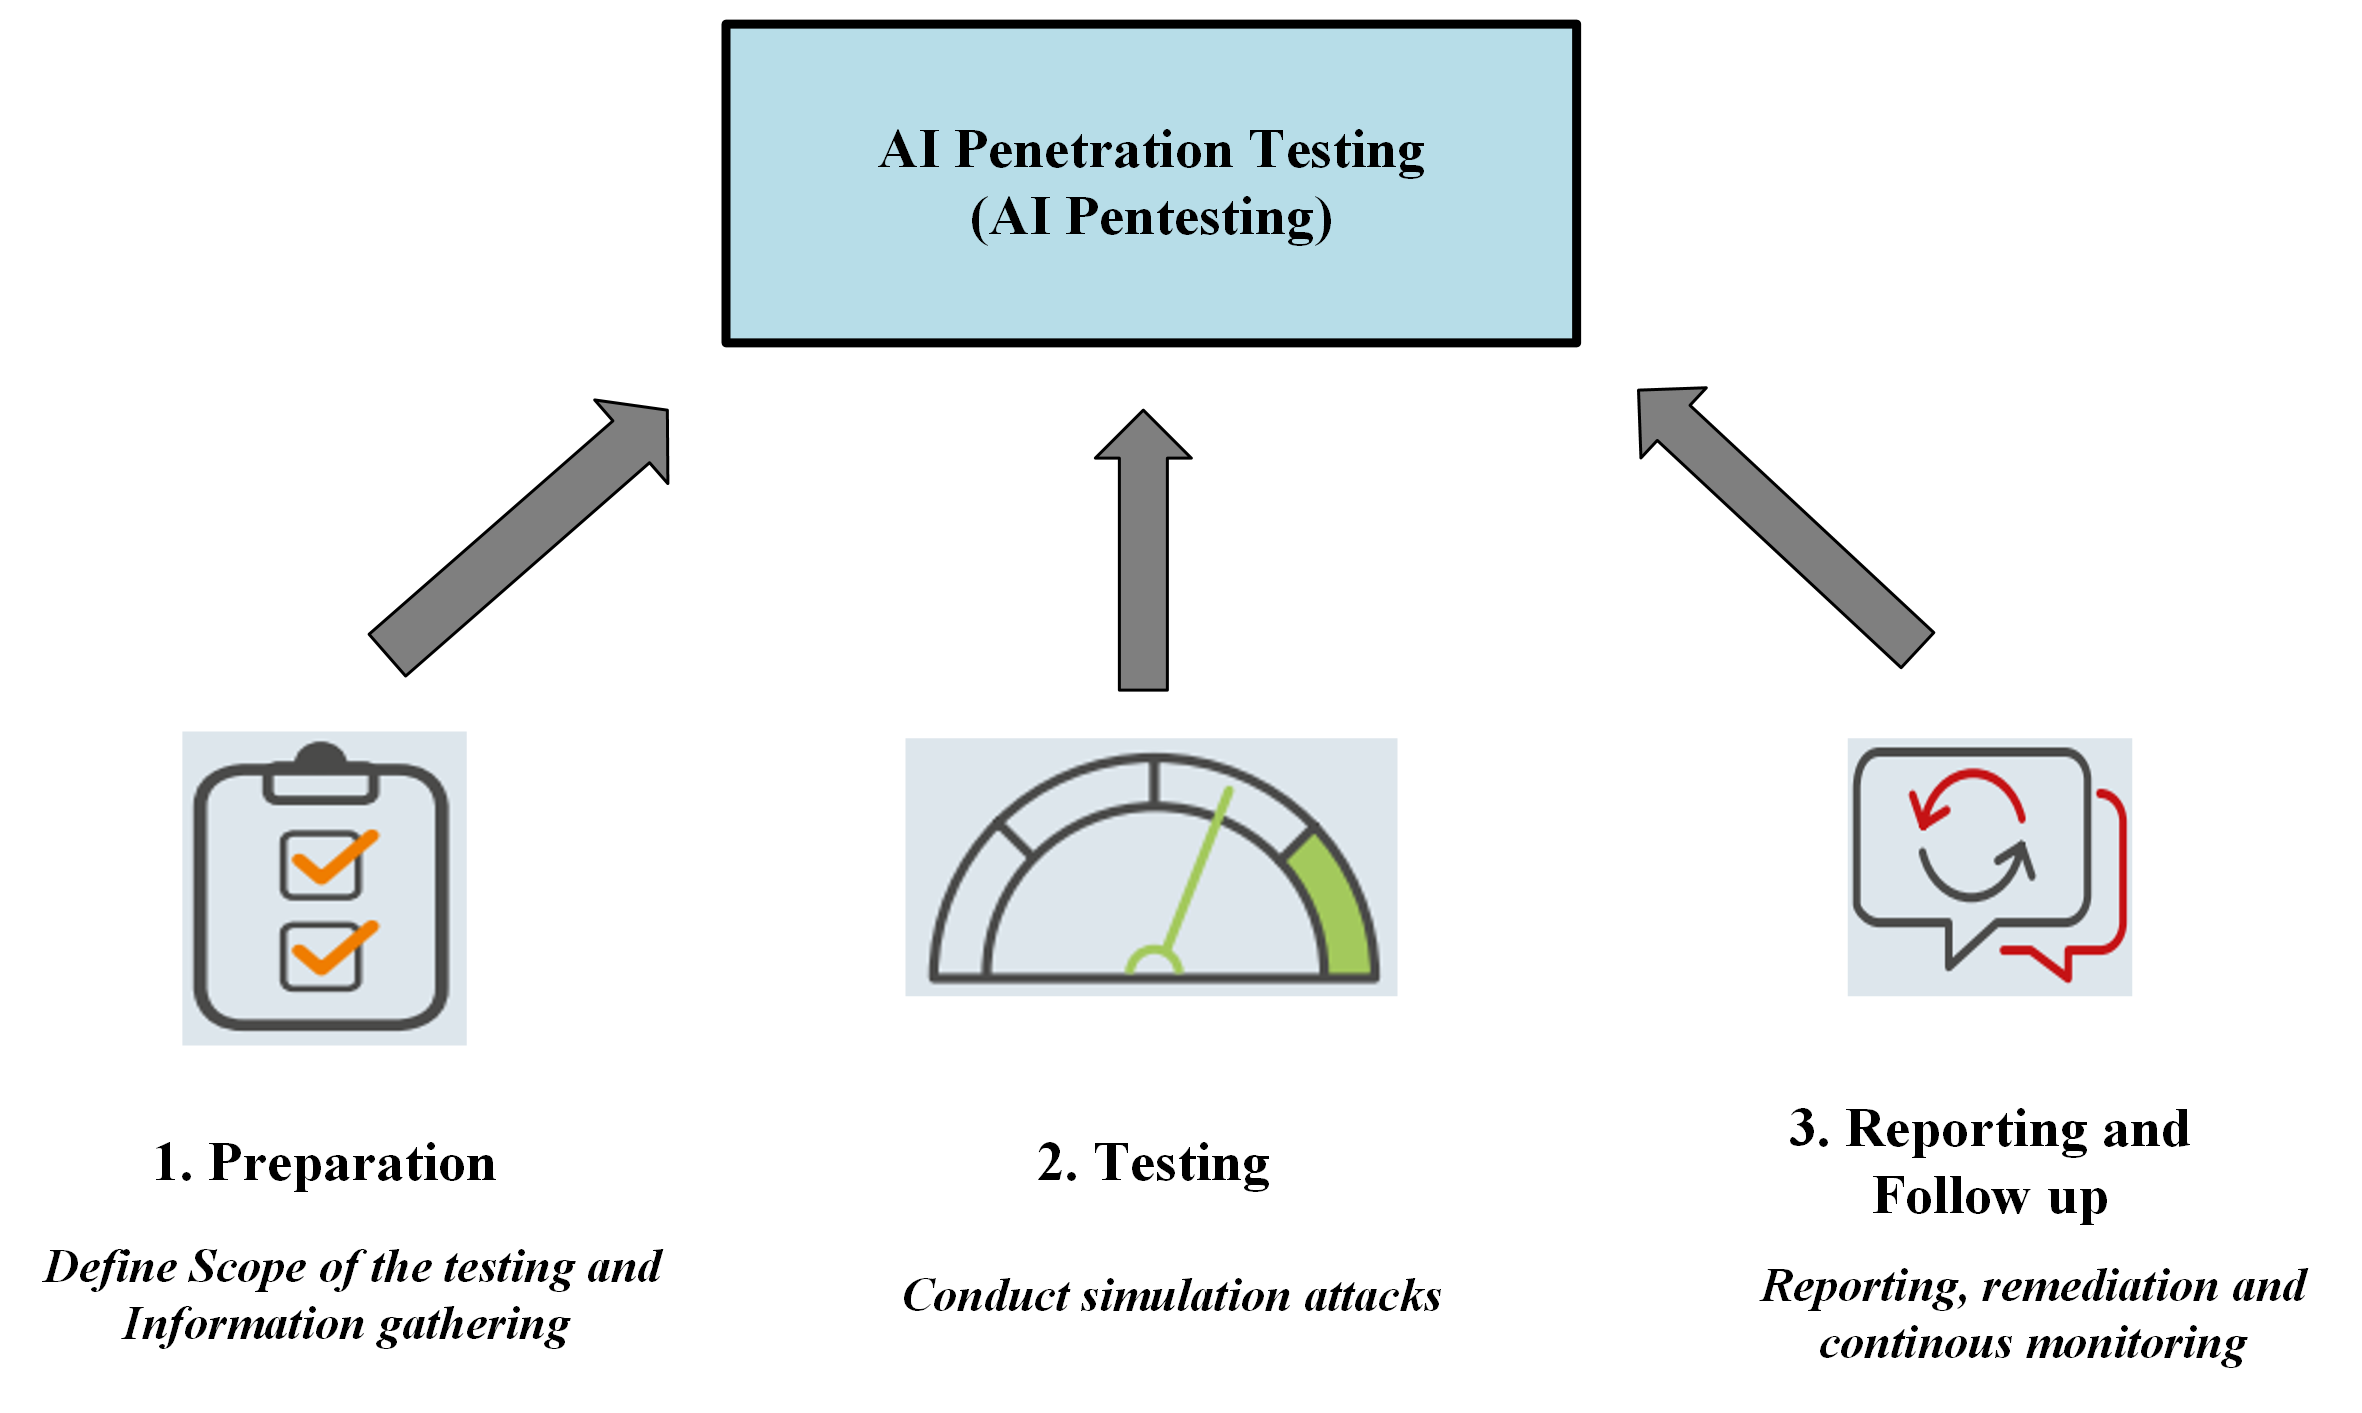 AI Penetration Testing
(AI Pentesting)
1. Preparation
Define Scope of the testing and
Information gathering
2. Testing
Conduct simulation attacks
3. Reporting and
Follow up
Reporting, remediation and
continous monitoring